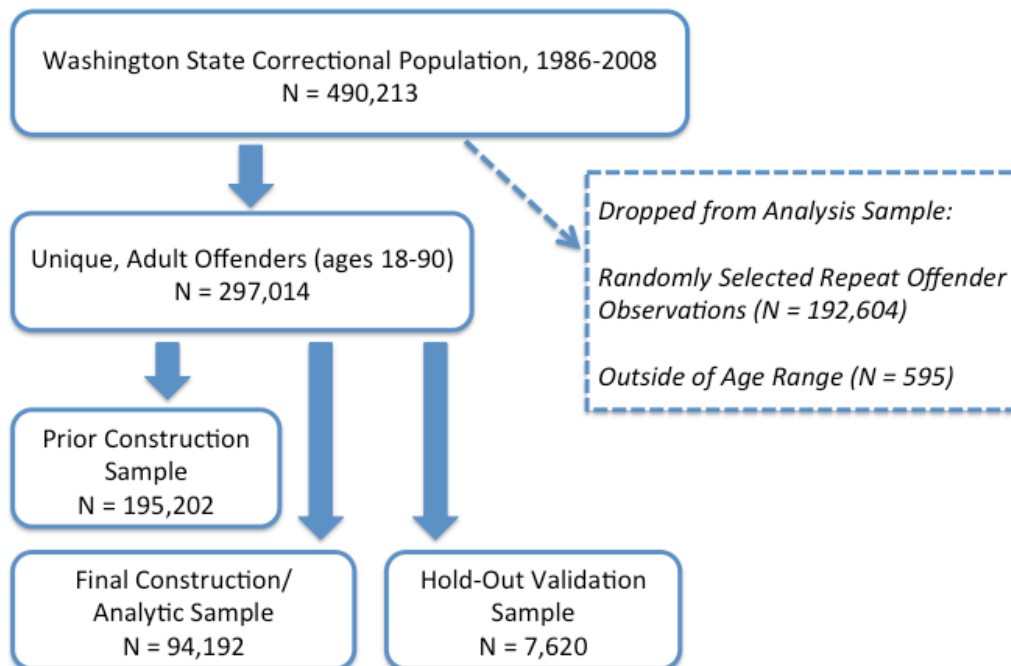 Washington State Correctional Population, 1986-2008
N = 490,213
Dropped from Analysis Sample:
Randomly Selected Repeat Offender
Observations (N = 192,604)
Outside of Age Range (N = 595)
Unique, Adult Offenders (ages 18-90)
N = 297,014
Prior Construction
Sample
N = 195,202
Final Construction/
Analytic Sample
N = 94,192
Hold-Out Validation
Sample
N = 7,620